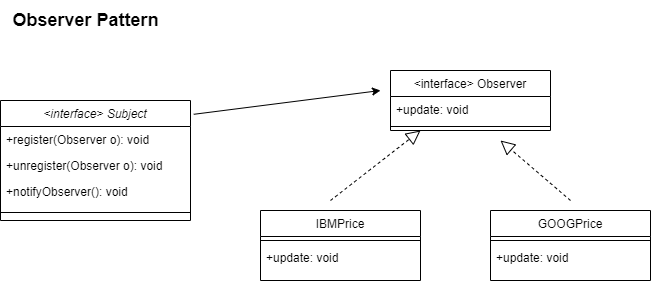 Observer Pattern
<interface> Subject
+register(Observer o): void
+unregister(Observer o): void
+notifyObserver(): void
<interface> Observer
+update: void
IBMPrice
+update: void
GOOGPrice
+update: void